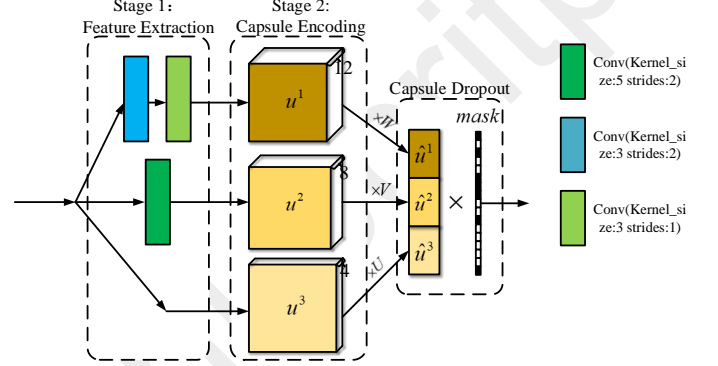 Stage 1:
Feature Extraction
Stage 2:
Capsule Encoding
12
u¹
×W
8
u²
×V
4
u³
×U
Capsule Dropout
mask
û¹
û²
×
û³
Conv(Kernel_si
ze:5 strides:2)
Conv(Kernel_si
ze:3 strides:2)
Conv(Kernel_si
ze:3 strides:1)